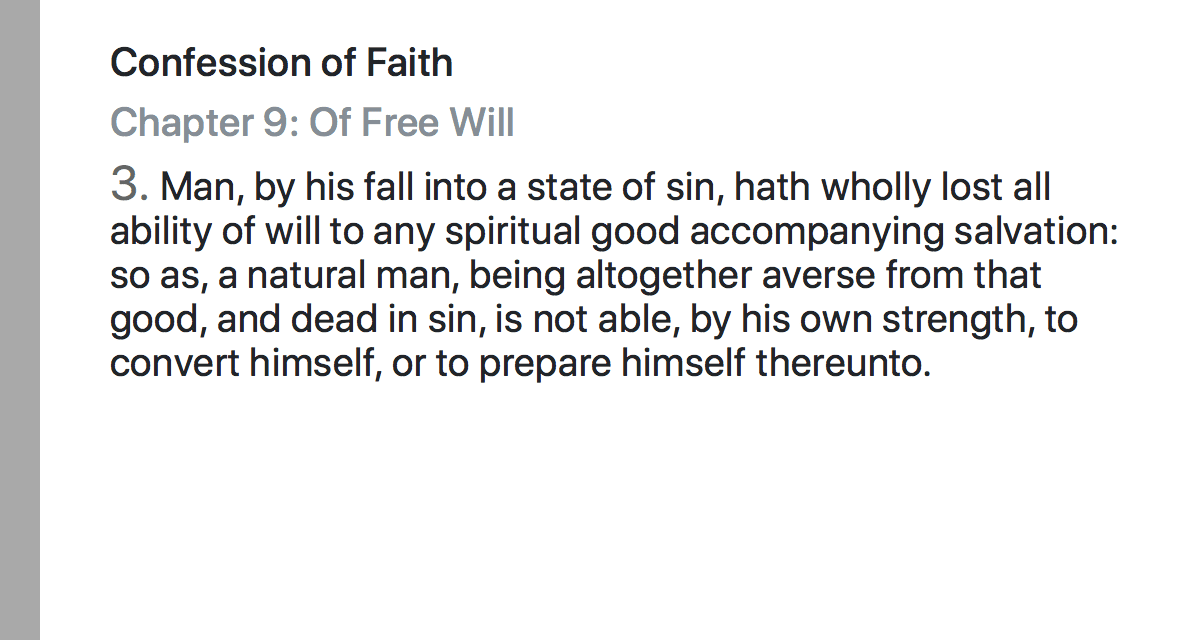 Confession of Faith
Chapter 9: Of Free Will
3. Man, by his fall into a state of sin, hath wholly lost all
ability of will to any spiritual good accompanying salvation:
so as, a natural man, being altogether averse from that
good, and dead in sin, is not able, by his own strength, to
convert himself, or to prepare himself thereunto.